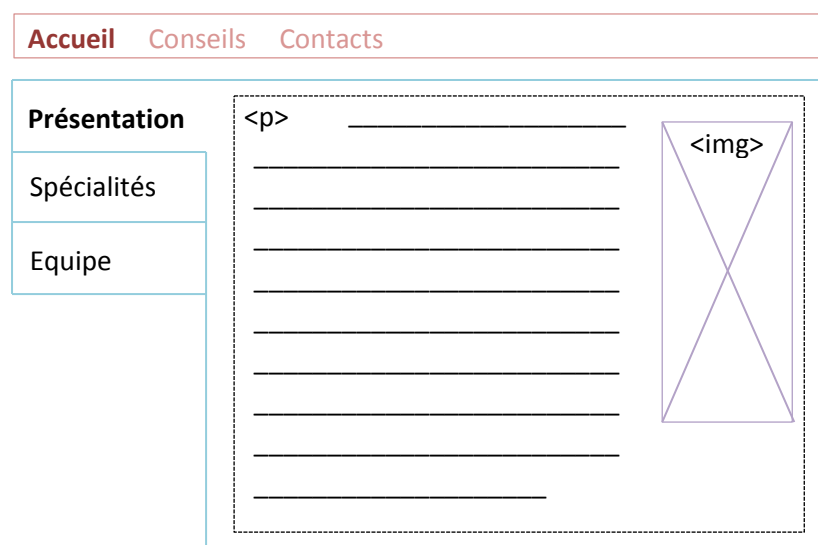 Accueil Conseils Contacts
Présentation
Spécialités
Equipe
<p>
<img>